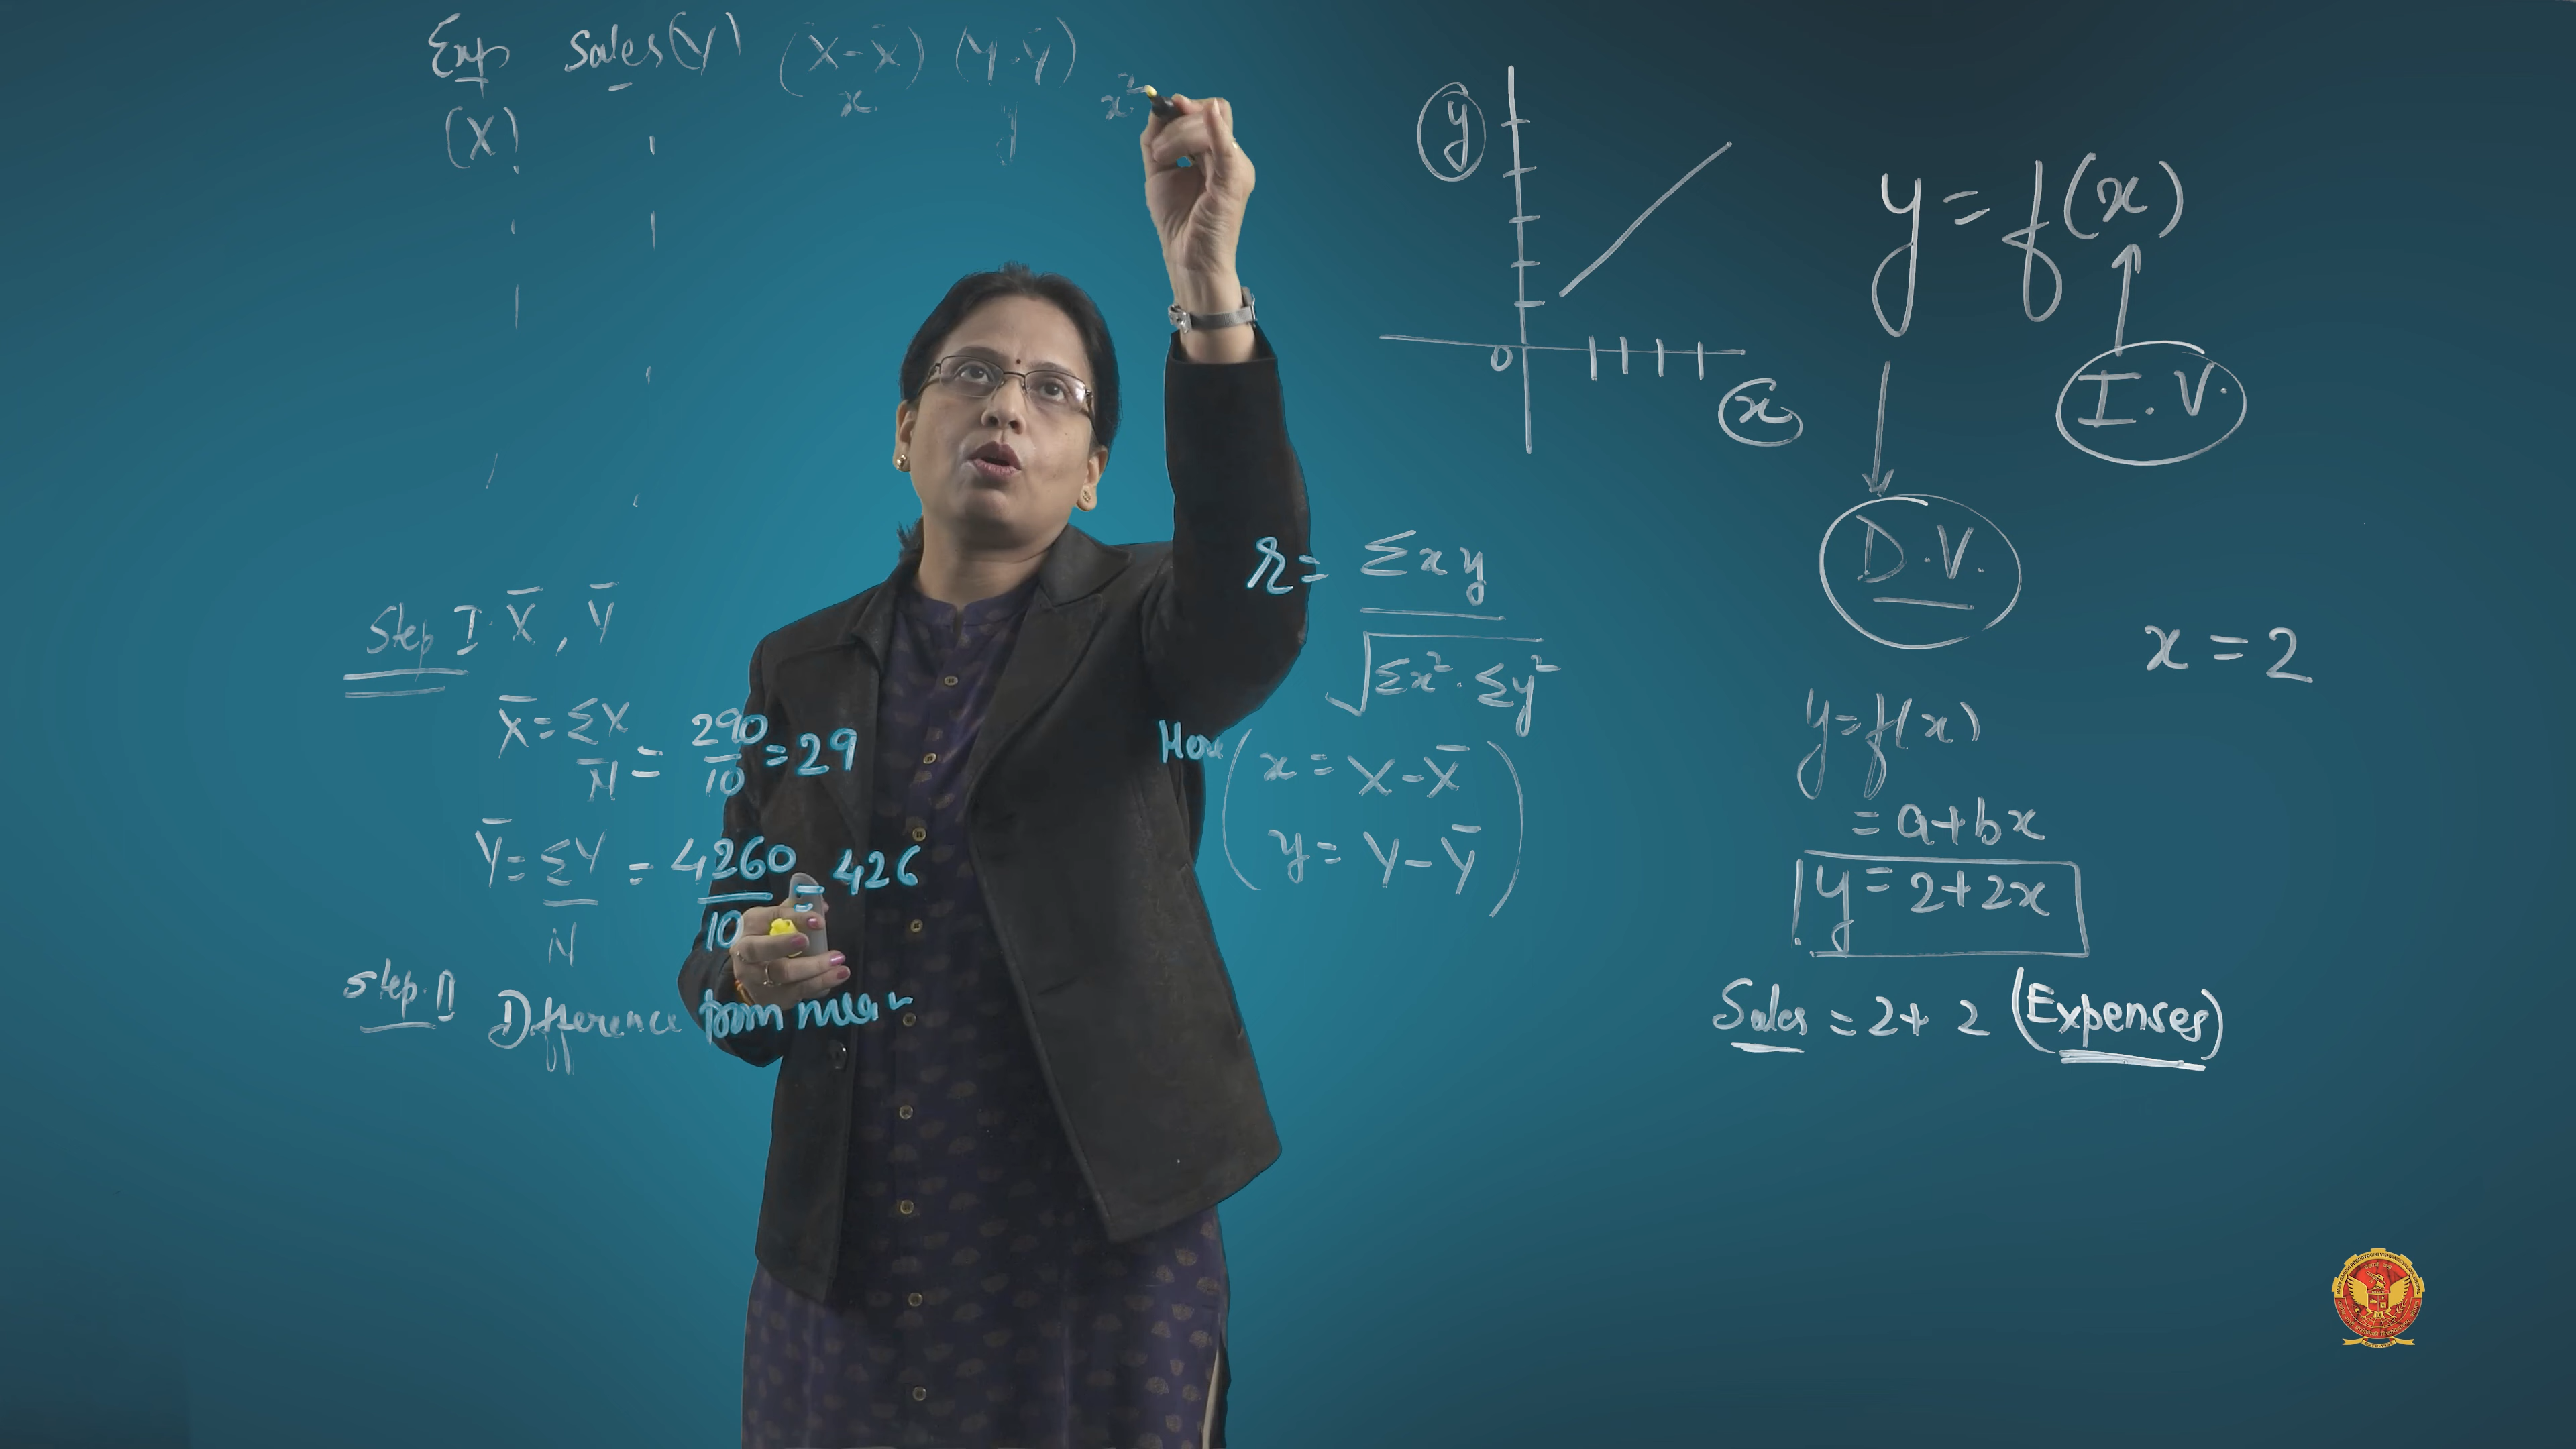 Exp Sales(Y) (X-X̄) (Y-Ȳ)
(X) x y x²
y
0
x
y = f(x)
I.V.
D.V.
x = 2
y=f(x)
= a+bx
y = 2+2x
Sales = 2+ 2 (Expenses)
r = Σxy
√Σx².Σy²
Here (x = X-X̄
y = Y-Ȳ)
Step I. X̄, Ȳ
X̄ = ΣX/N = 290/10 = 29
Ȳ = ΣY/N = 4260/10 = 426
Step.II Difference from mean